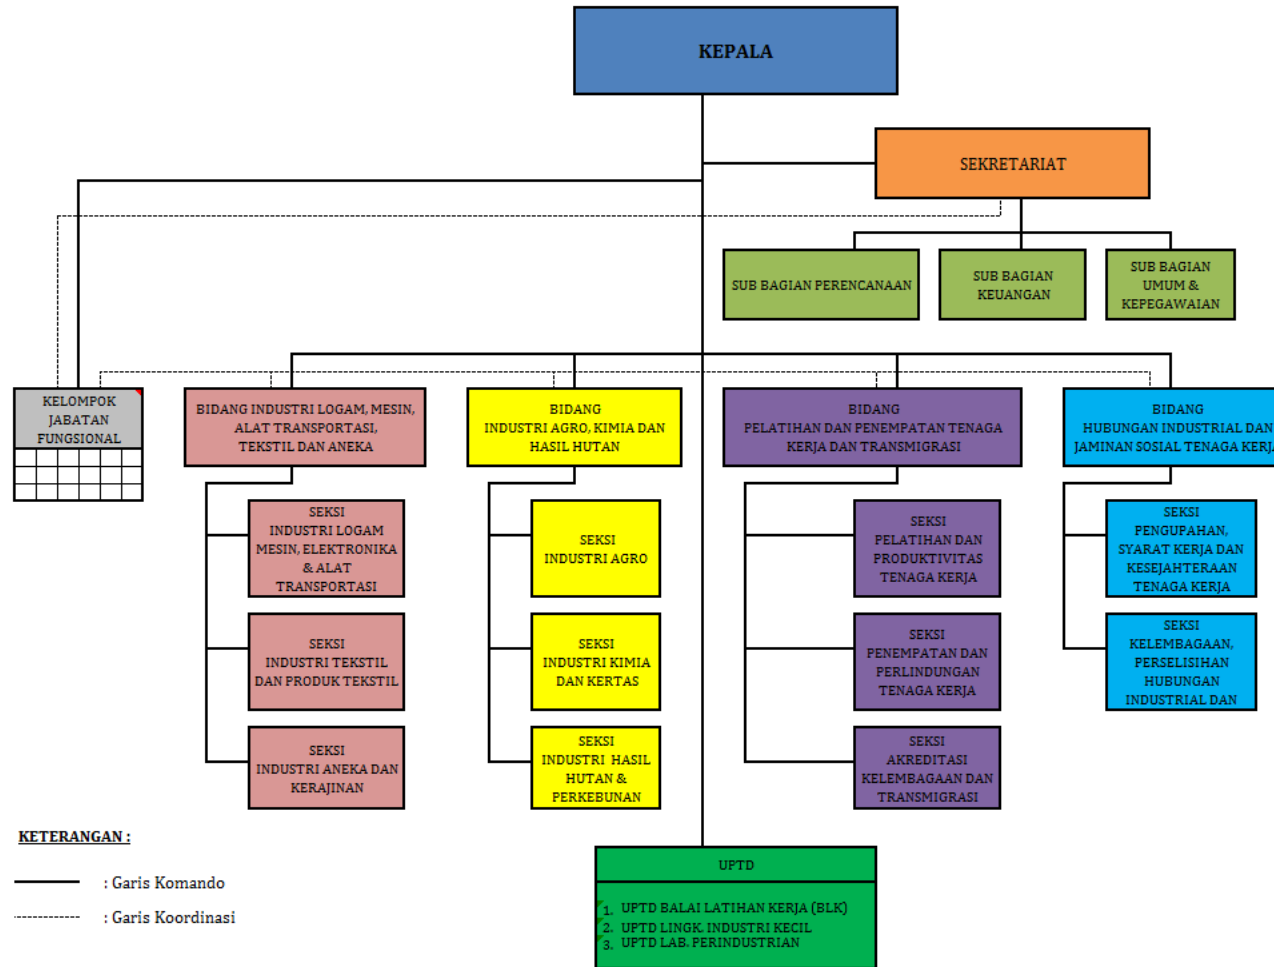 KEPALA
SEKRETARIAT
SUB BAGIAN PERENCANAAN
SUB BAGIAN
KEUANGAN
SUB BAGIAN
UMUM &
KEPEGAWAIAN
KELOMPOK
JABATAN
FUNGSIONAL
BIDANG INDUSTRI LOGAM, MESIN,
ALAT TRANSPORTASI,
TEKSTIL DAN ANEKA
BIDANG
INDUSTRI AGRO, KIMIA DAN
HASIL HUTAN
BIDANG
PELATIHAN DAN PENEMPATAN TENAGA
KERJA DAN TRANSMIGRASI
BIDANG
HUBUNGAN INDUSTRIAL DAN
JAMINAN SOSIAL TENAGA KERJA
SEKSI
INDUSTRI LOGAM
MESIN, ELEKTRONIKA
& ALAT
TRANSPORTASI
SEKSI
INDUSTRI TEKSTIL
DAN PRODUK TEKSTIL
SEKSI
INDUSTRI ANEKA DAN
KERAJINAN
SEKSI
INDUSTRI AGRO
SEKSI
INDUSTRI KIMIA
DAN KERTAS
SEKSI
INDUSTRI HASIL
HUTAN &
PERKEBUNAN
SEKSI
PELATIHAN DAN
PRODUKTIVITAS
TENAGA KERJA
SEKSI
PENEMPATAN DAN
PERLINDUNGAN
TENAGA KERJA
SEKSI
AKREDITASI
KELEMBAGAAN DAN
TRANSMIGRASI
SEKSI
PENGUPAHAN,
SYARAT KERJA DAN
KESEJAHTERAAN
TENAGA KERJA
SEKSI
KELEMBAGAAN,
PERSELISIHAN
HUBUNGAN
INDUSTRIAL DAN
KETERANGAN :
: Garis Komando
: Garis Koordinasi
UPTD
1. UPTD BALAI LATIHAN KERJA (BLK)
2. UPTD LINGK. INDUSTRI KECIL
3. UPTD LAB. PERINDUSTRIAN